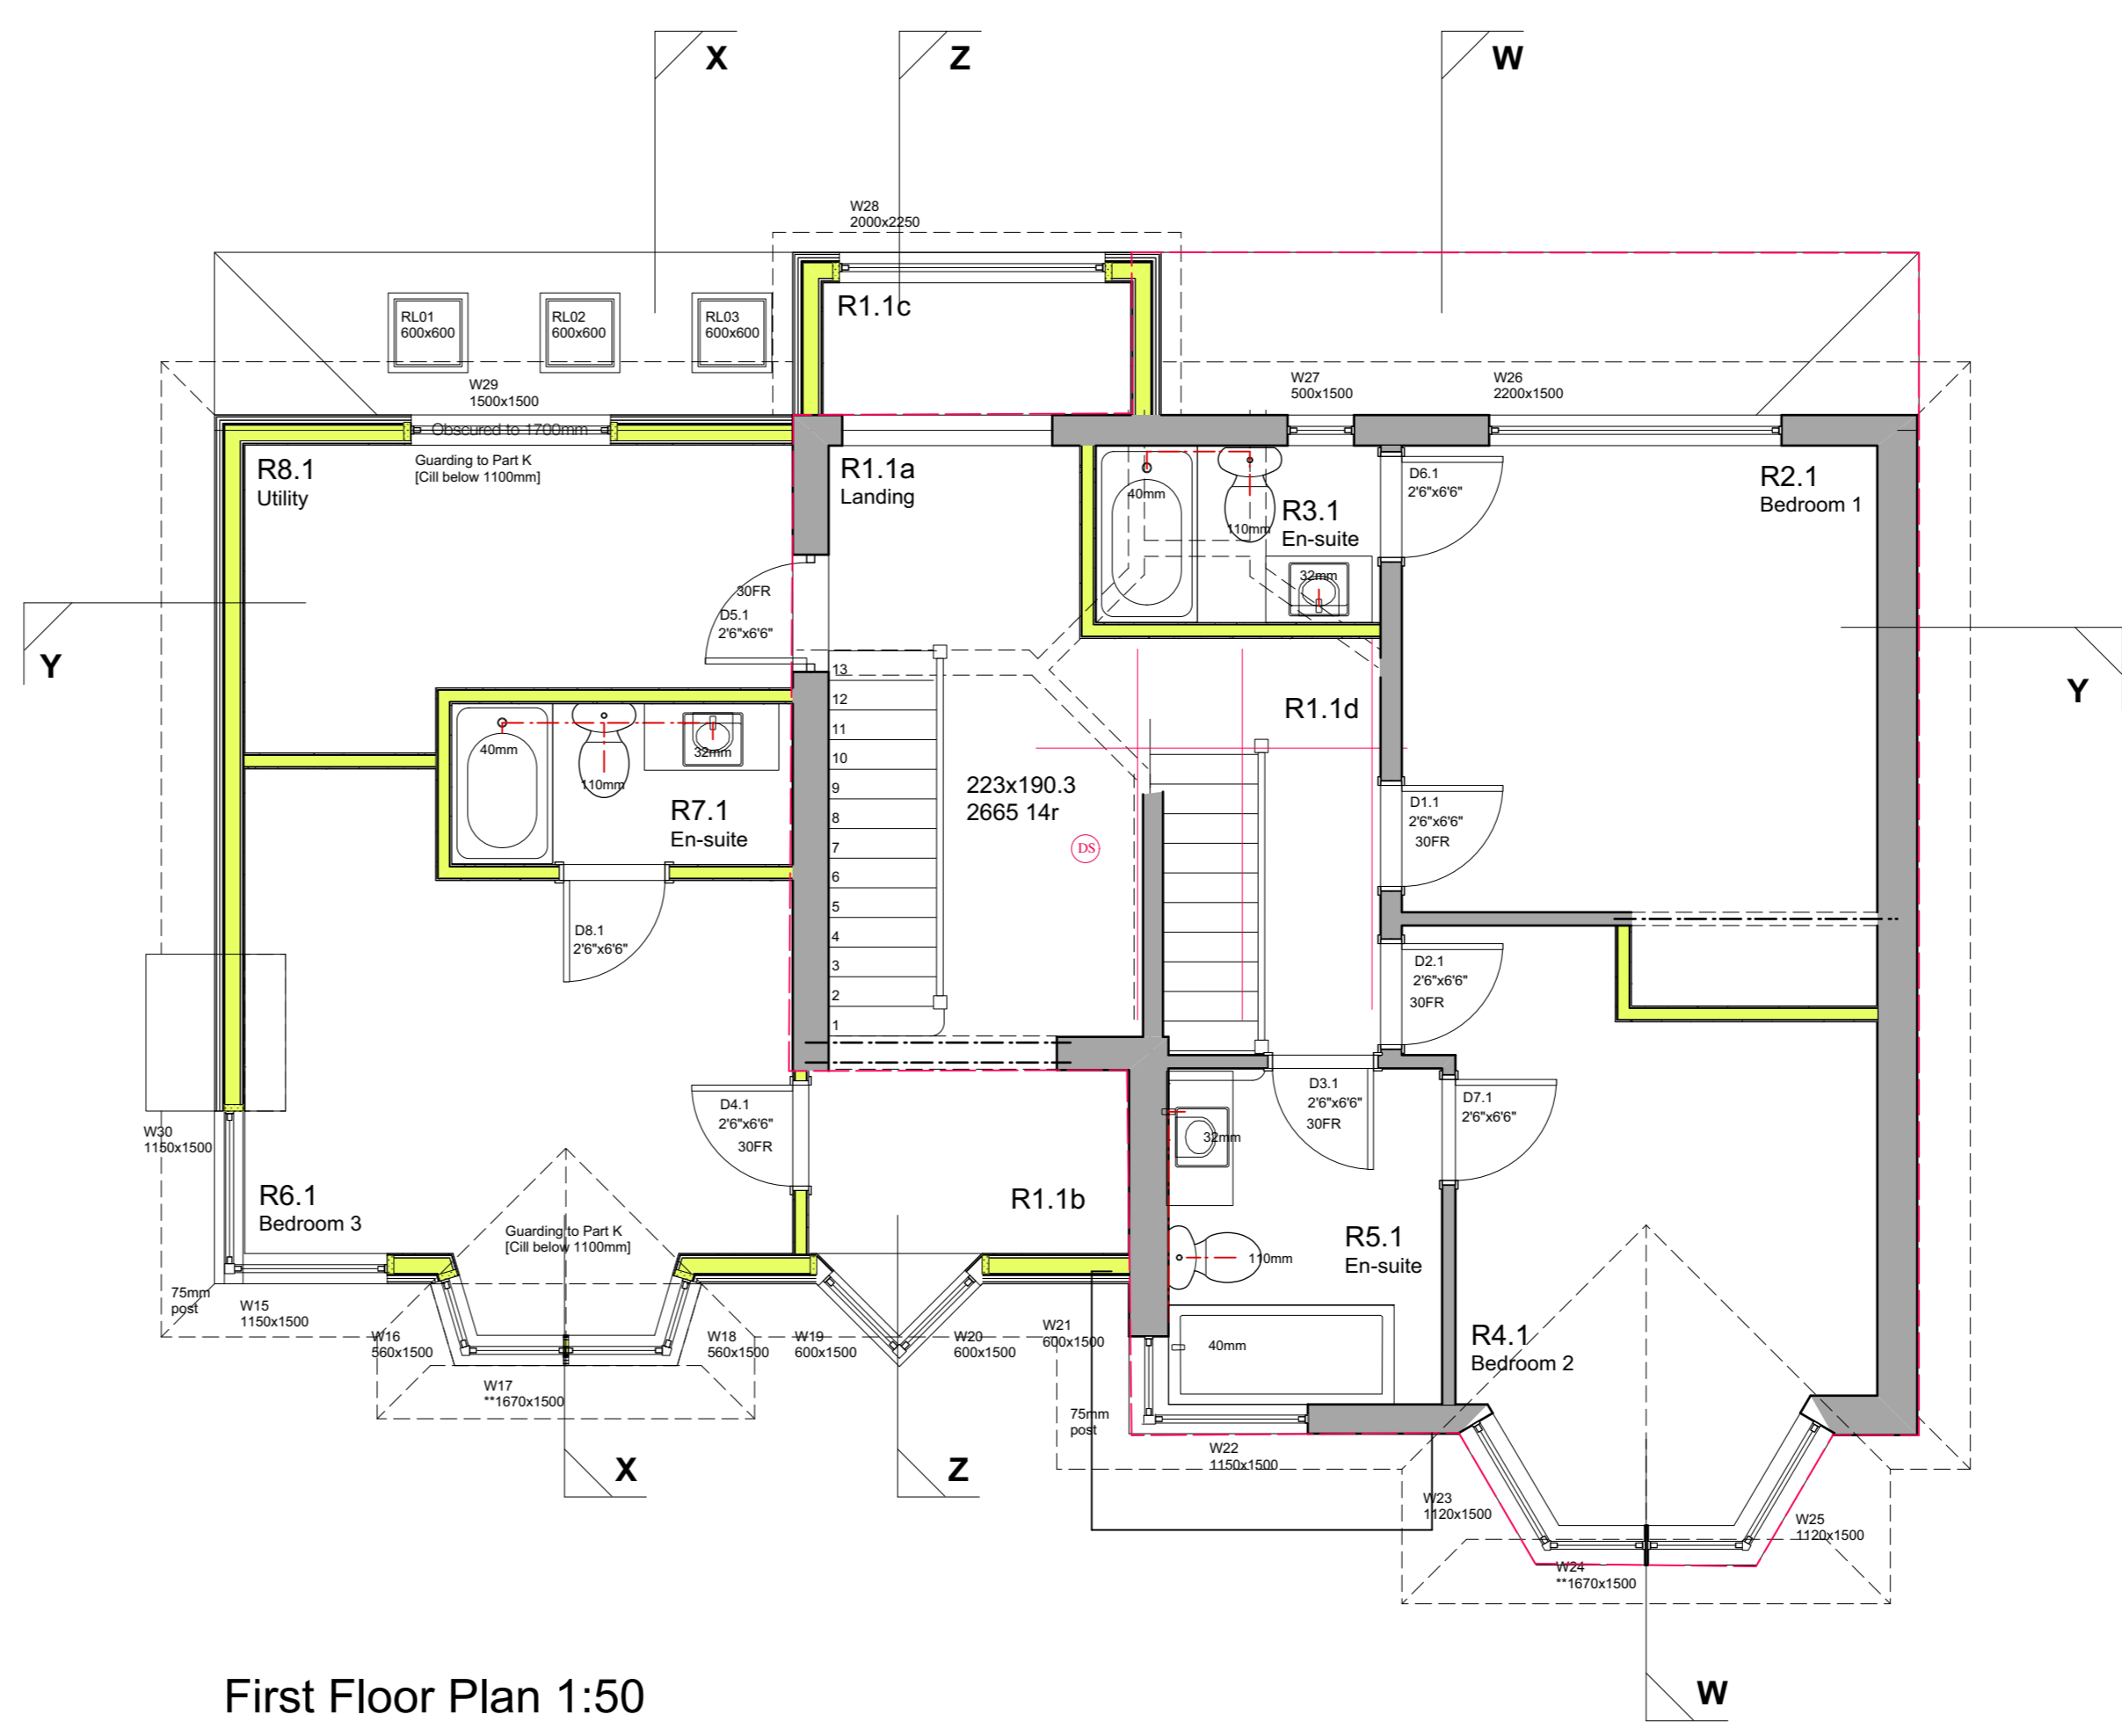 X
Z
W
W28
2000x2250
R1.1c
RL01
600x600
RL02
600x600
RL03
600x600
W29
1500x1500
W27
500x1500
W26
2200x1500
Obscured to 1700mm
Guarding to Part K
[Cill below 1100mm]
R8.1
Utility
R1.1a
Landing
40mm
110mm
R3.1
En-suite
32mm
D6.1
2'6"x6'6"
R2.1
Bedroom 1
30FR
D5.1
2'6"x6'6"
Y
Y
13
12
11
10
9
8
7
6
5
4
3
2
1
R1.1d
40mm
110mm
32mm
R7.1
En-suite
223x190.3
2665 14r
DS
D1.1
2'6"x6'6"
30FR
D8.1
2'6"x6'6"
D2.1
2'6"x6'6"
30FR
W30
1150x1500
D4.1
2'6"x6'6"
30FR
D3.1
2'6"x6'6"
30FR
D7.1
2'6"x6'6"
32mm
R6.1
Bedroom 3
Guarding to Part K
[Cill below 1100mm]
R1.1b
110mm
R5.1
En-suite
75mm
post
W15
1150x1500
W16
560x1500
W17
**1670x1500
W18
560x1500
W19
600x1500
W20
600x1500
W21
600x1500
40mm
R4.1
Bedroom 2
75mm
post
W22
1150x1500
W23
1120x1500
W24
**1670x1500
W25
1120x1500
X
Z
W
First Floor Plan 1:50